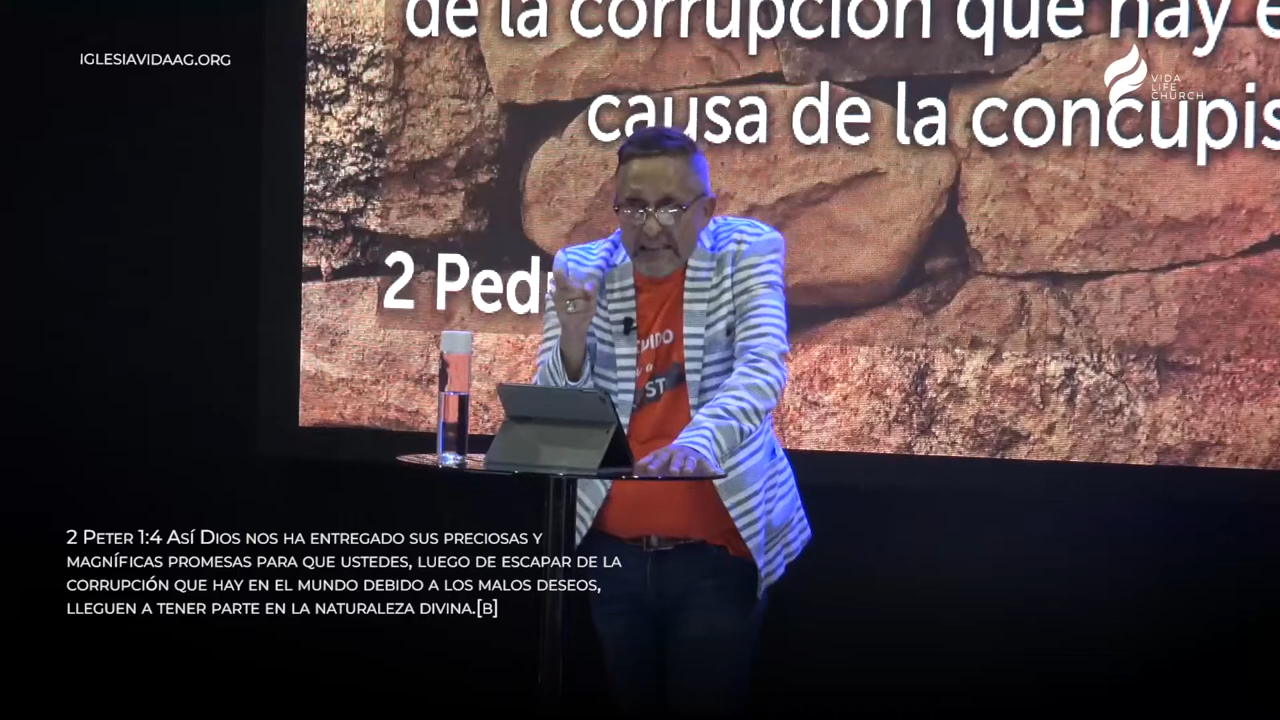 de la corrupción que hay
causa de la
IGLESIAVIDAAG.ORG
VIDA
LIFE
CHURCH
2
ST
2 Peter 1:4 Así Dios nos ha entregado sus preciosas y
magníficas promesas para que ustedes, luego de escapar de la
corrupción que hay en el mundo debido a los malos deseos,
lleguen a tener parte en la naturaleza divina.[b]